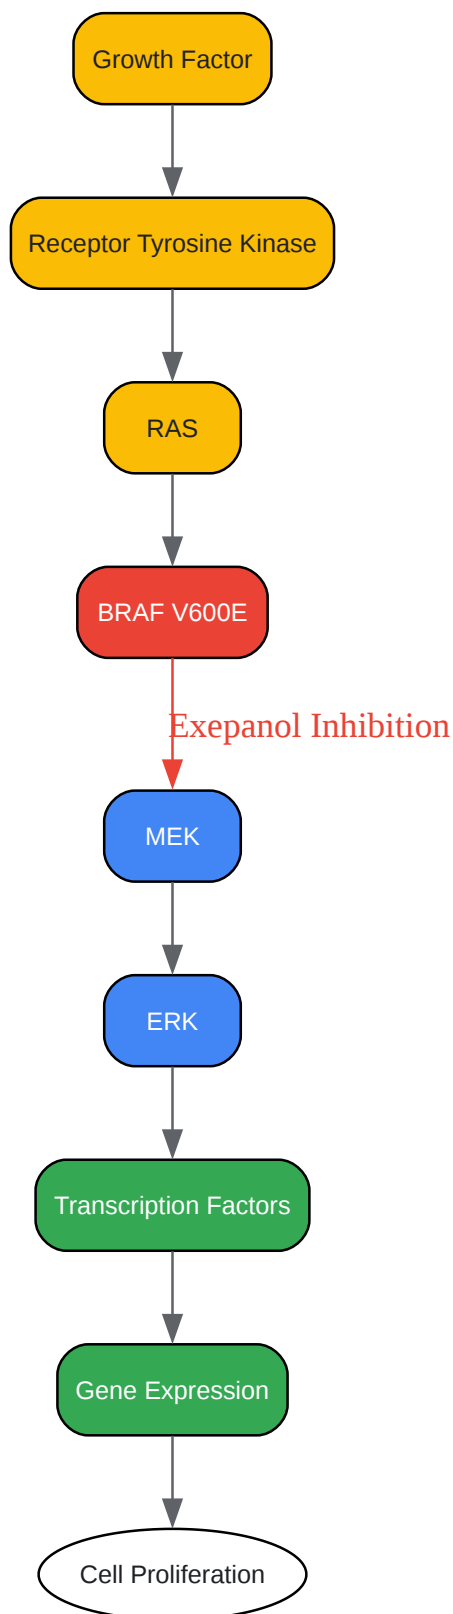 Growth Factor
Receptor Tyrosine Kinase
RAS
BRAF V600E
Exepanol Inhibition
MEK
ERK
Transcription Factors
Gene Expression
Cell Proliferation